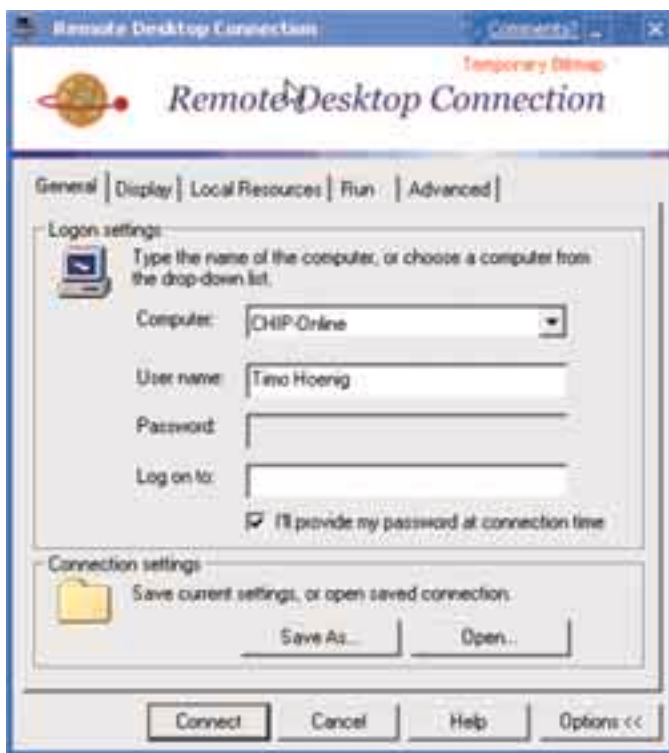 Remote Desktop Connection Comments?
Temporary Bitmap
Remote Desktop Connection
General Display Local Resources Run Advanced
Logon settings
Type the name of the computer, or choose a computer from
the drop-down list.
Computer: CHIP-Online
User name: Timo Hoenig
Password:
Log on to:
I'll provide my password at connection time
Connection settings
Save current settings, or open saved connection.
Save As... Open...
Connect Cancel Help Options <<